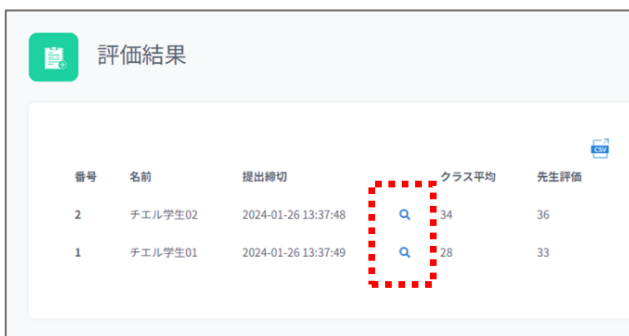 評価結果
CSV
番号 名前 提出締切 クラス平均 先生評価
2 チエル学生02 2024-01-26 13:37:48 34 36
1 チエル学生01 2024-01-26 13:37:49 28 33